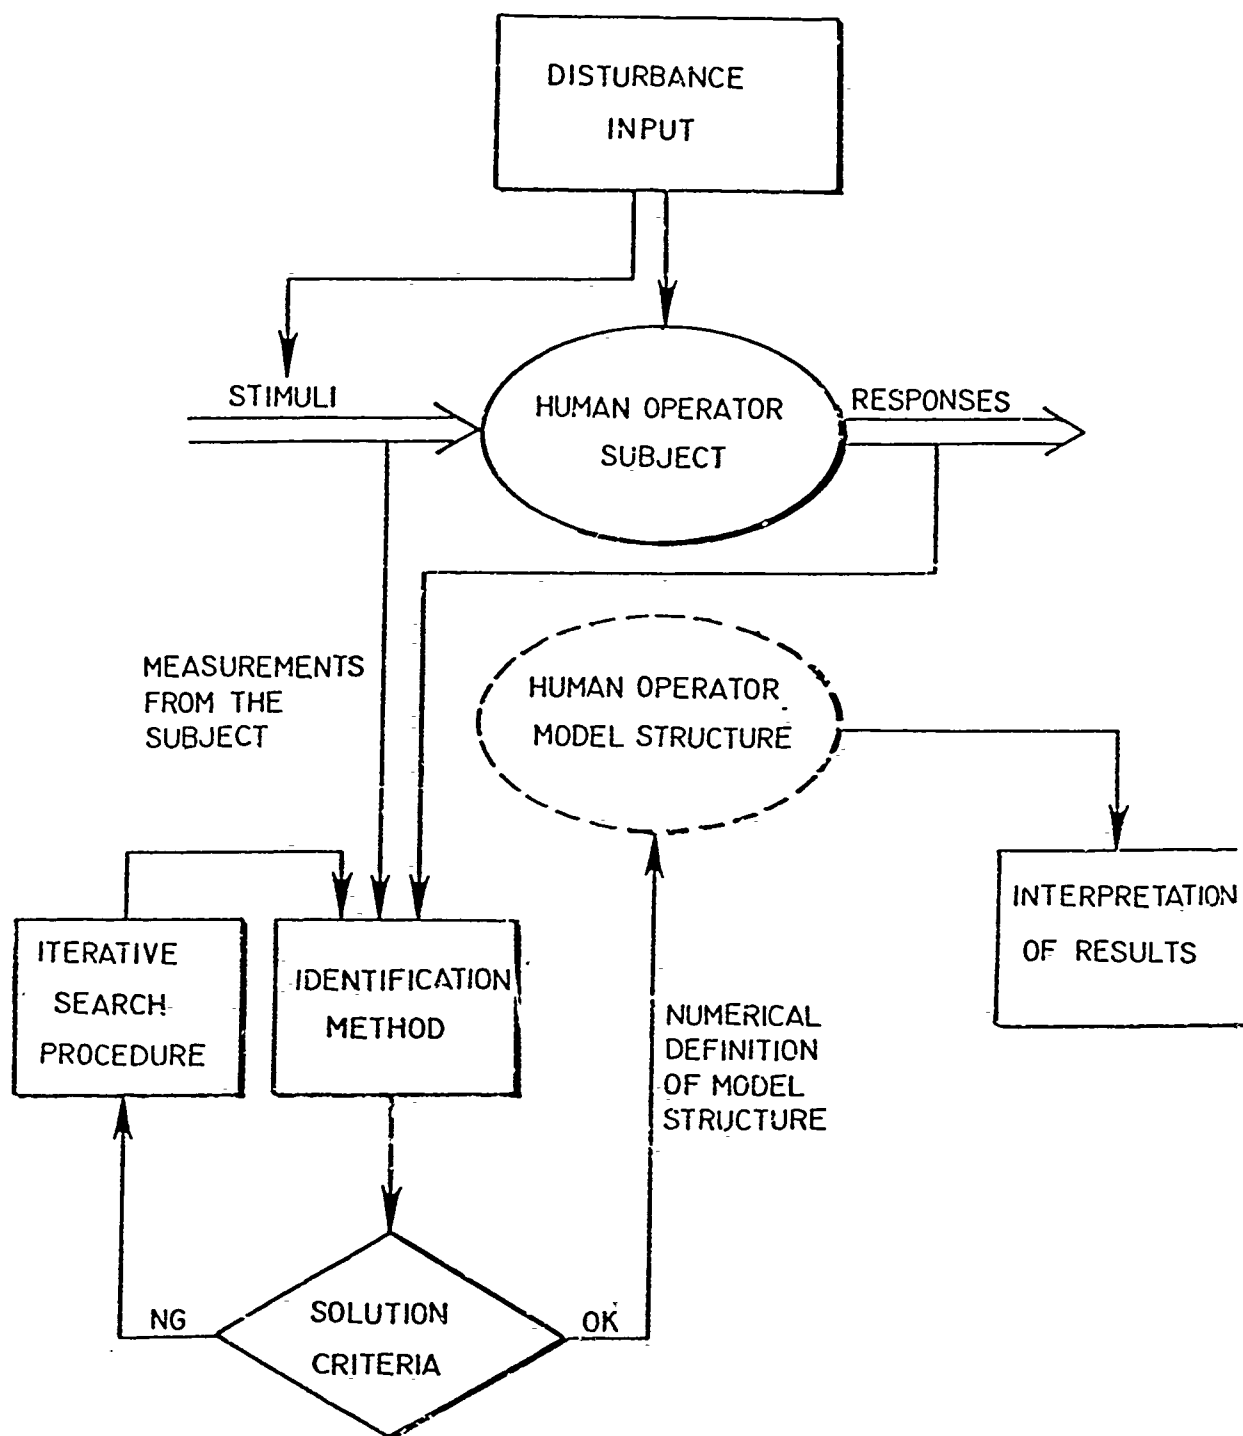 DISTURBANCE
INPUT
STIMULI
HUMAN OPERATOR
SUBJECT
RESPONSES
MEASUREMENTS
FROM THE
SUBJECT
HUMAN OPERATOR
MODEL STRUCTURE
ITERATIVE
SEARCH
PROCEDURE
IDENTIFICATION
METHOD
NUMERICAL
DEFINITION
OF MODEL
STRUCTURE
INTERPRETATION
OF RESULTS
NG
SOLUTION
CRITERIA
OK